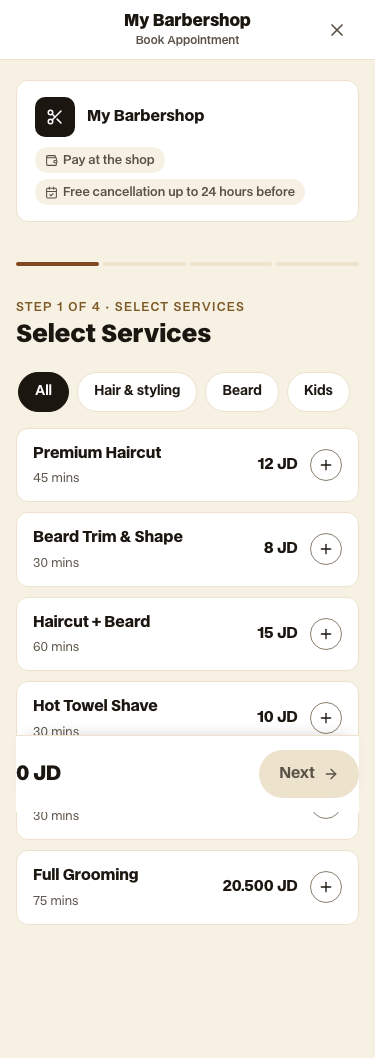 My Barbershop
Book Appointment
My Barbershop
Pay at the shop
Free cancellation up to 24 hours before
STEP 1 OF 4 · SELECT SERVICES
Select Services
All
Hair & styling
Beard
Kids
Premium Haircut
12 JD
45 mins
Beard Trim & Shape
8 JD
30 mins
Haircut + Beard
15 JD
60 mins
Hot Towel Shave
10 JD
30 mins
0 JD
Next
30 mins
Full Grooming
20.500 JD
75 mins